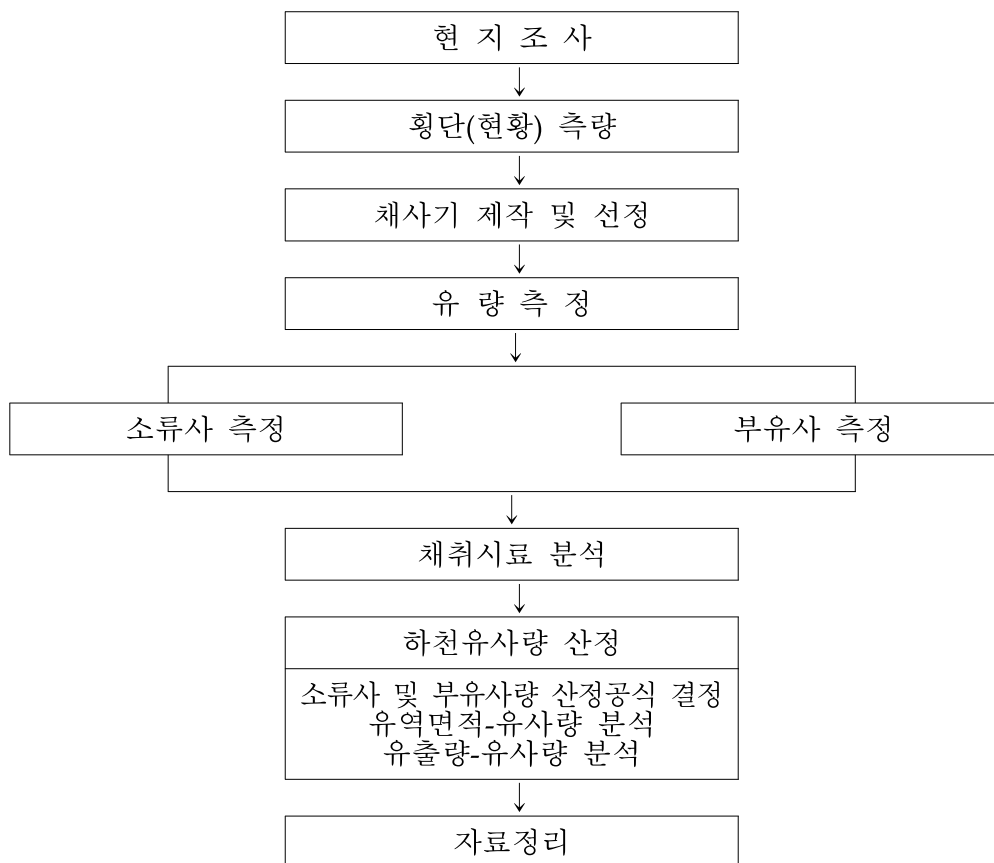 현 지 조 사
횡단(현황) 측량
채사기 제작 및 선정
유 량 측 정
소류사 측정
부유사 측정
채취시료 분석
하천유사량 산정
소류사 및 부유사량 산정공식 결정
유역면적-유사량 분석
유출량-유사량 분석
자료정리